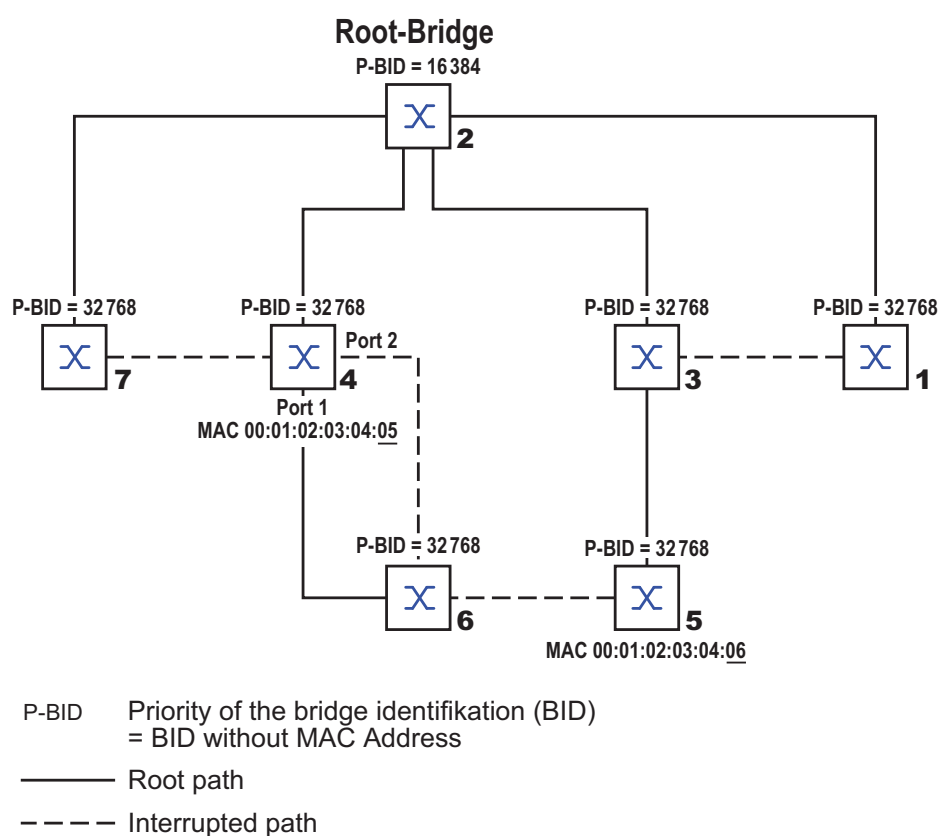 Root-Bridge
P-BID = 16 384
2
P-BID = 32 768
P-BID = 32 768
P-BID = 32 768
P-BID = 32 768
7
4
Port 2
3
1
Port 1
MAC 00:01:02:03:04:05
P-BID = 32 768
P-BID = 32 768
6
5
MAC 00:01:02:03:04:06
P-BID Priority of the bridge identifikation (BID)
= BID without MAC Address
Root path
Interrupted path